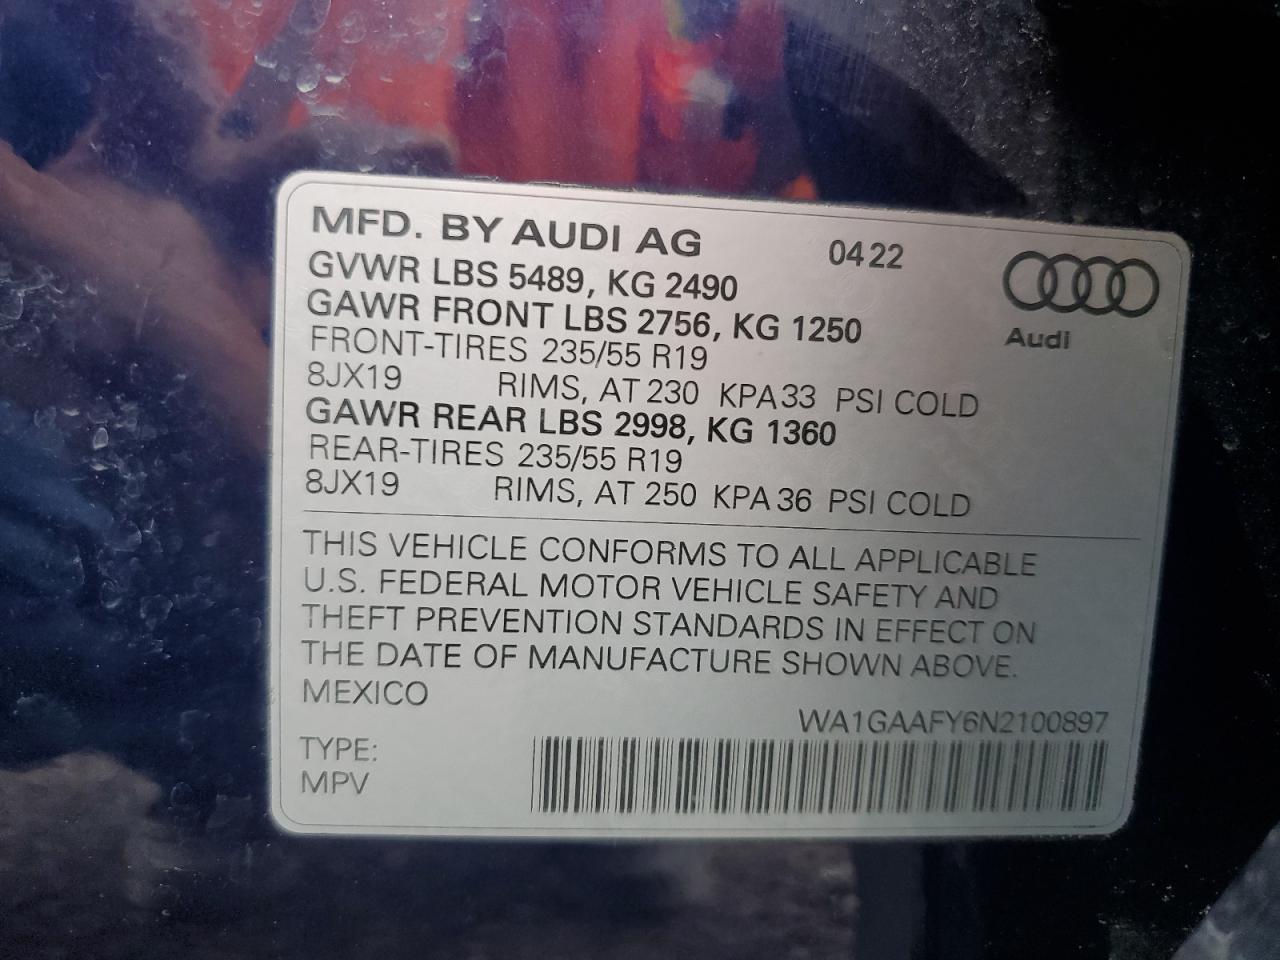 MFD. BY AUDI AG 0422
GVWR LBS 5489, KG 2490
GAWR FRONT LBS 2756, KG 1250
Audi
FRONT-TIRES 235/55 R19
8JX19 RIMS, AT 230 KPA 33 PSI COLD
GAWR REAR LBS 2998, KG 1360
REAR-TIRES 235/55 R19
8JX19 RIMS, AT 250 KPA 36 PSI COLD
THIS VEHICLE CONFORMS TO ALL APPLICABLE
U.S. FEDERAL MOTOR VEHICLE SAFETY AND
THEFT PREVENTION STANDARDS IN EFFECT ON
THE DATE OF MANUFACTURE SHOWN ABOVE.
MEXICO
WA1GAAFY6N2100897
TYPE:
MPV